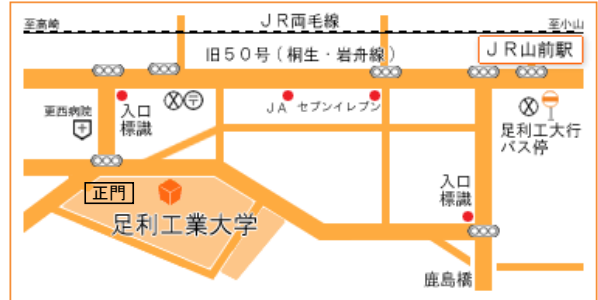 至高崎
JR両毛線
至小山
旧50号(桐生・岩舟線)
JR山前駅
更西病院
入口
標識
JA
セブンイレブン
足利工大行
バス停
正門
足利工業大学
入口
標識
鹿島橋